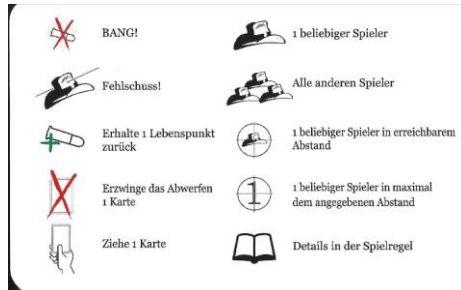 BANG!
Fehlschuss!
Erhalte 1 Lebenspunkt
zurück
Erzwinge das Abwerfen
1 Karte
Ziehe 1 Karte
1 beliebiger Spieler
Alle anderen Spieler
1 beliebiger Spieler in erreichbarem
Abstand
1
1 beliebiger Spieler in maximal
dem angegebenen Abstand
Details in der Spielregel